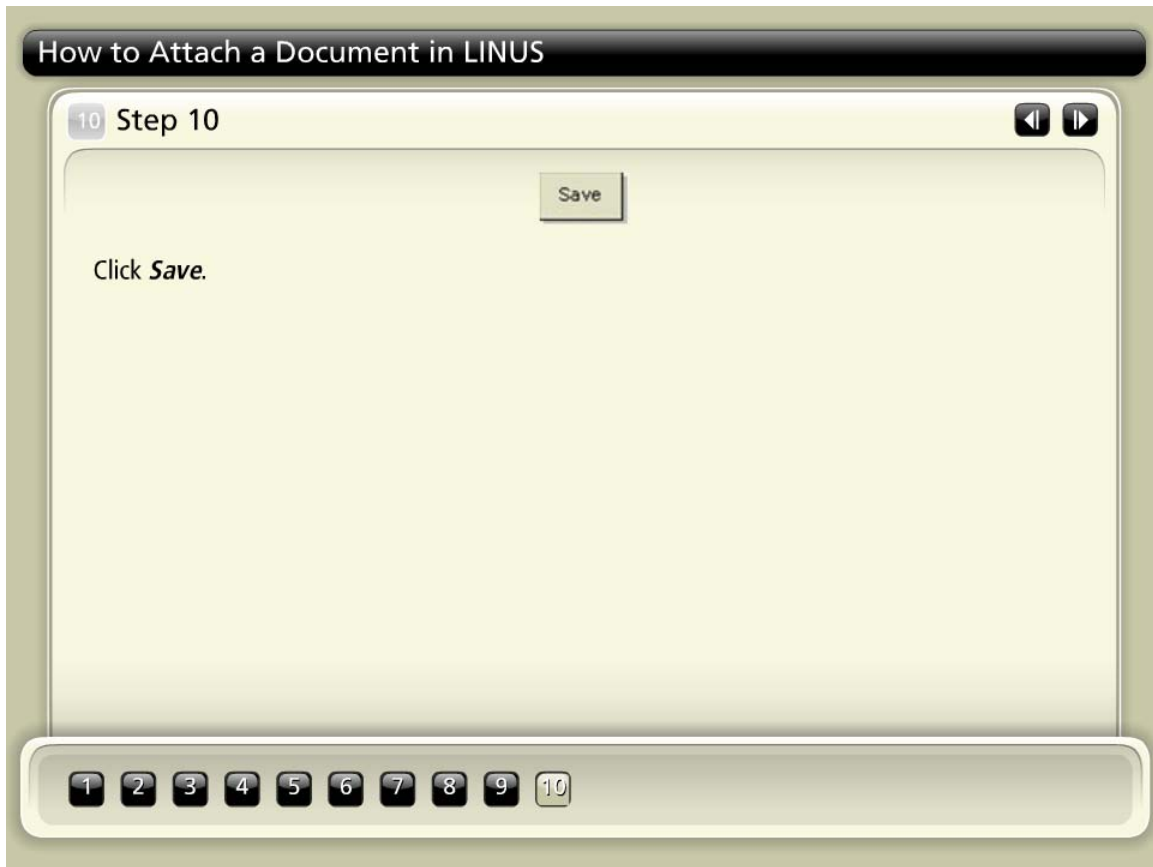 How to Attach a Document in LINUS
10 Step 10
Save
Click Save.
1 2 3 4 5 6 7 8 9 10